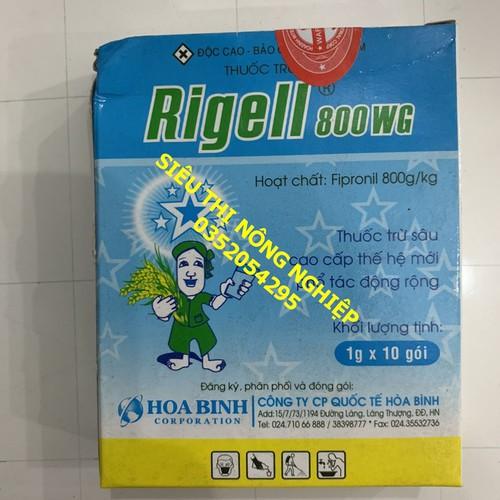 ĐỘC CAO - BẢO
THUỐC TRỪ
Rigell® 800WG
Hoạt chất: Fipronil 800g/kg
SIÊU THỊ NÔNG NGHIỆP
0352054295
Thuốc trừ sâu
cao cấp thế hệ mới
phổ tác động rộng
Khối lượng tịnh:
1g x 10 gói
Đăng ký, phân phối và đóng gói:
HOA BINH
CORPORATION
CÔNG TY CP QUỐC TẾ HÒA BÌNH
Add:15/7/73/1194 Đường Láng, Láng Thượng, ĐĐ, HN
Tel: 024.710 66 888 / 38398777 * Fax: 024.35532736